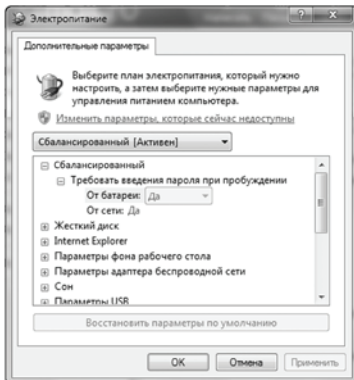 Электропитание
Дополнительные параметры
Выберите план электропитания, который нужно
настроить, а затем выберите нужные параметры для
управления питанием компьютера.
Изменить параметры, которые сейчас недоступны
Сбалансированный [Активен]
Сбалансированный
Требовать введения пароля при пробуждении
От батареи: Да
От сети: Да
Жесткий диск
Internet Explorer
Параметры фона рабочего стола
Параметры адаптера беспроводной сети
Сон
Параметры USB
Восстановить параметры по умолчанию
OK Отмена Применить